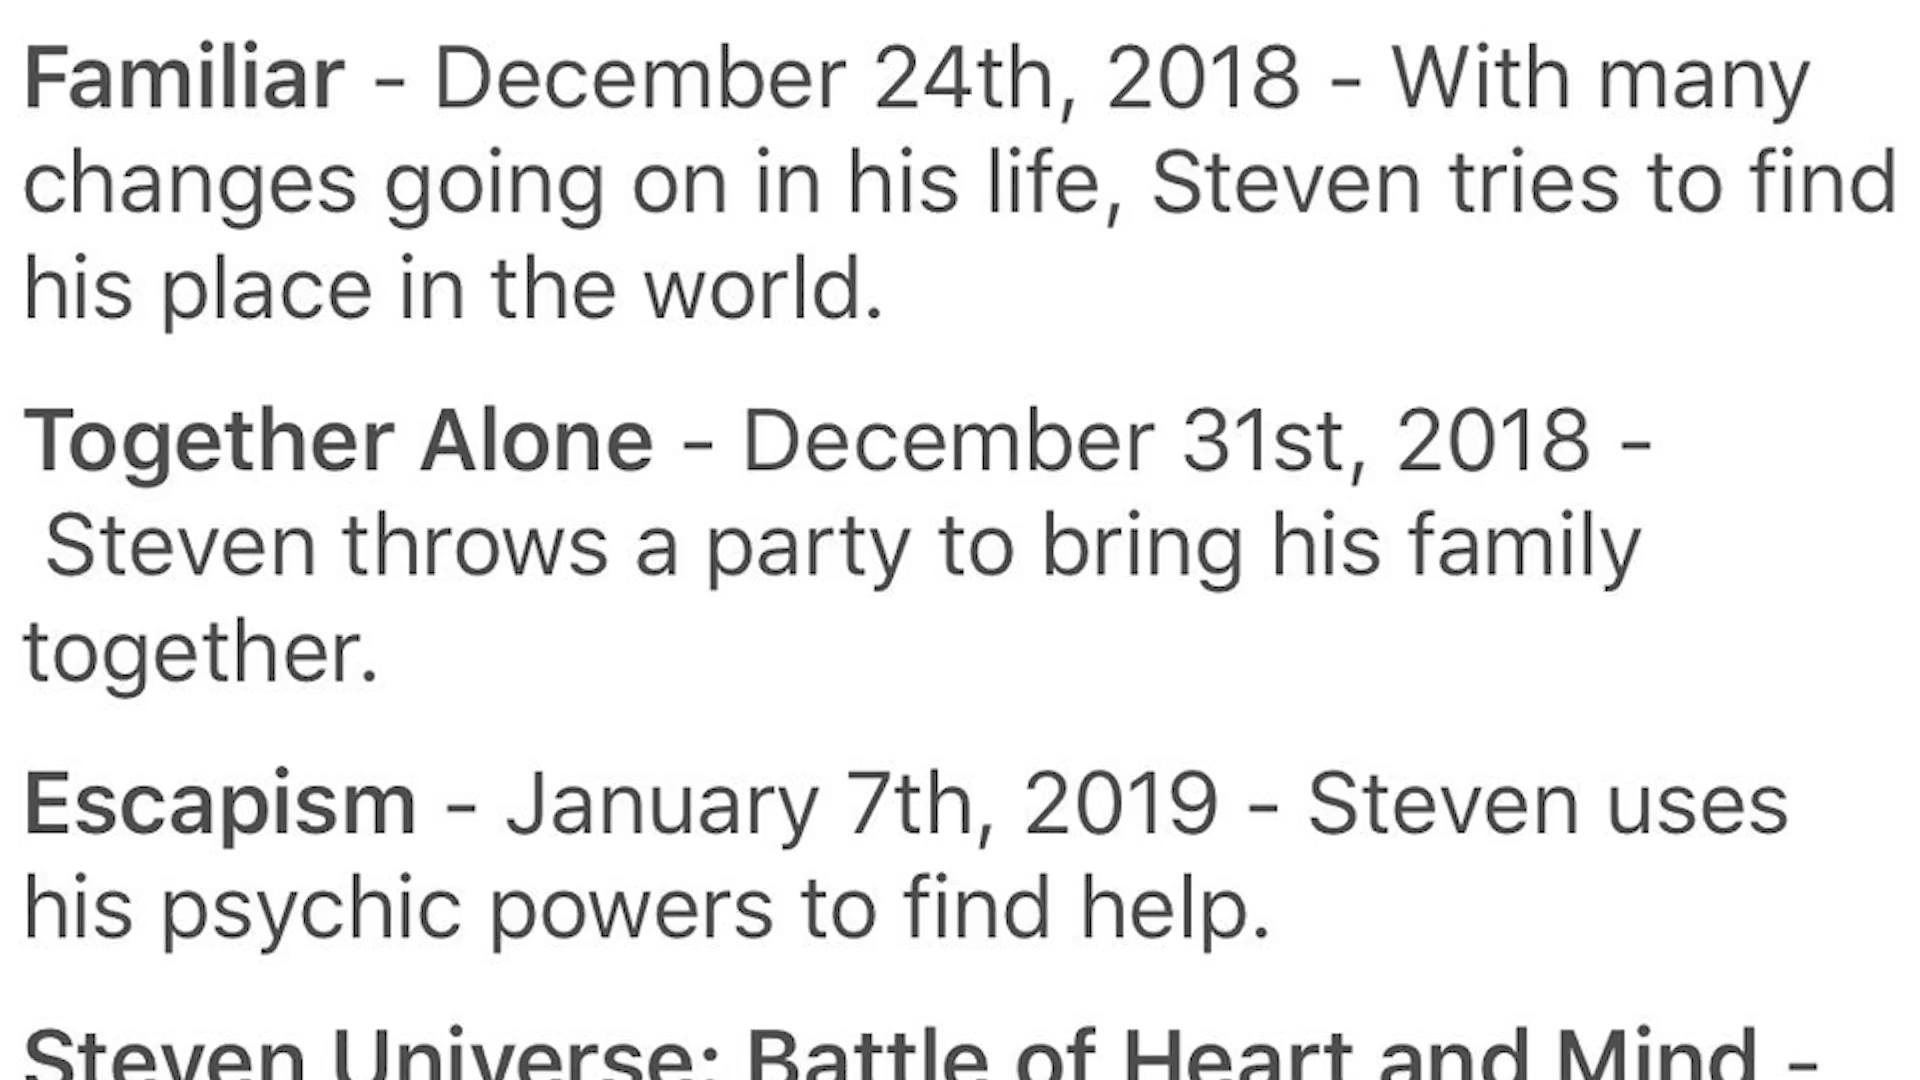 Familiar - December 24th, 2018 - With many
changes going on in his life, Steven tries to find
his place in the world.
Together Alone - December 31st, 2018 -
Steven throws a party to bring his family
together.
Escapism - January 7th, 2019 - Steven uses
his psychic powers to find help.
Steven Universe: Battle of Heart and Mind -